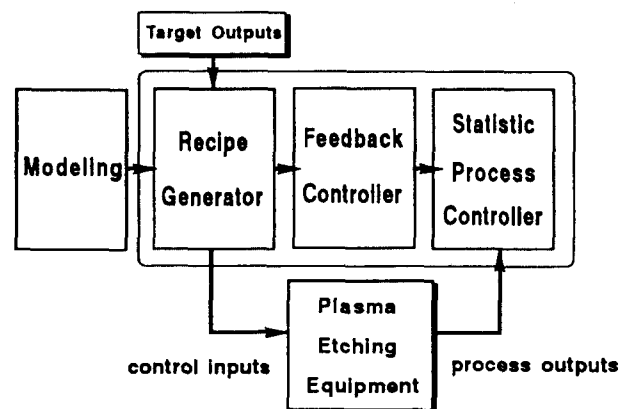 Target Outputs
Modeling
Recipe
Generator
Feedback
Controller
Statistic
Process
Controller
Plasma
Etching
Equipment
control inputs
process outputs